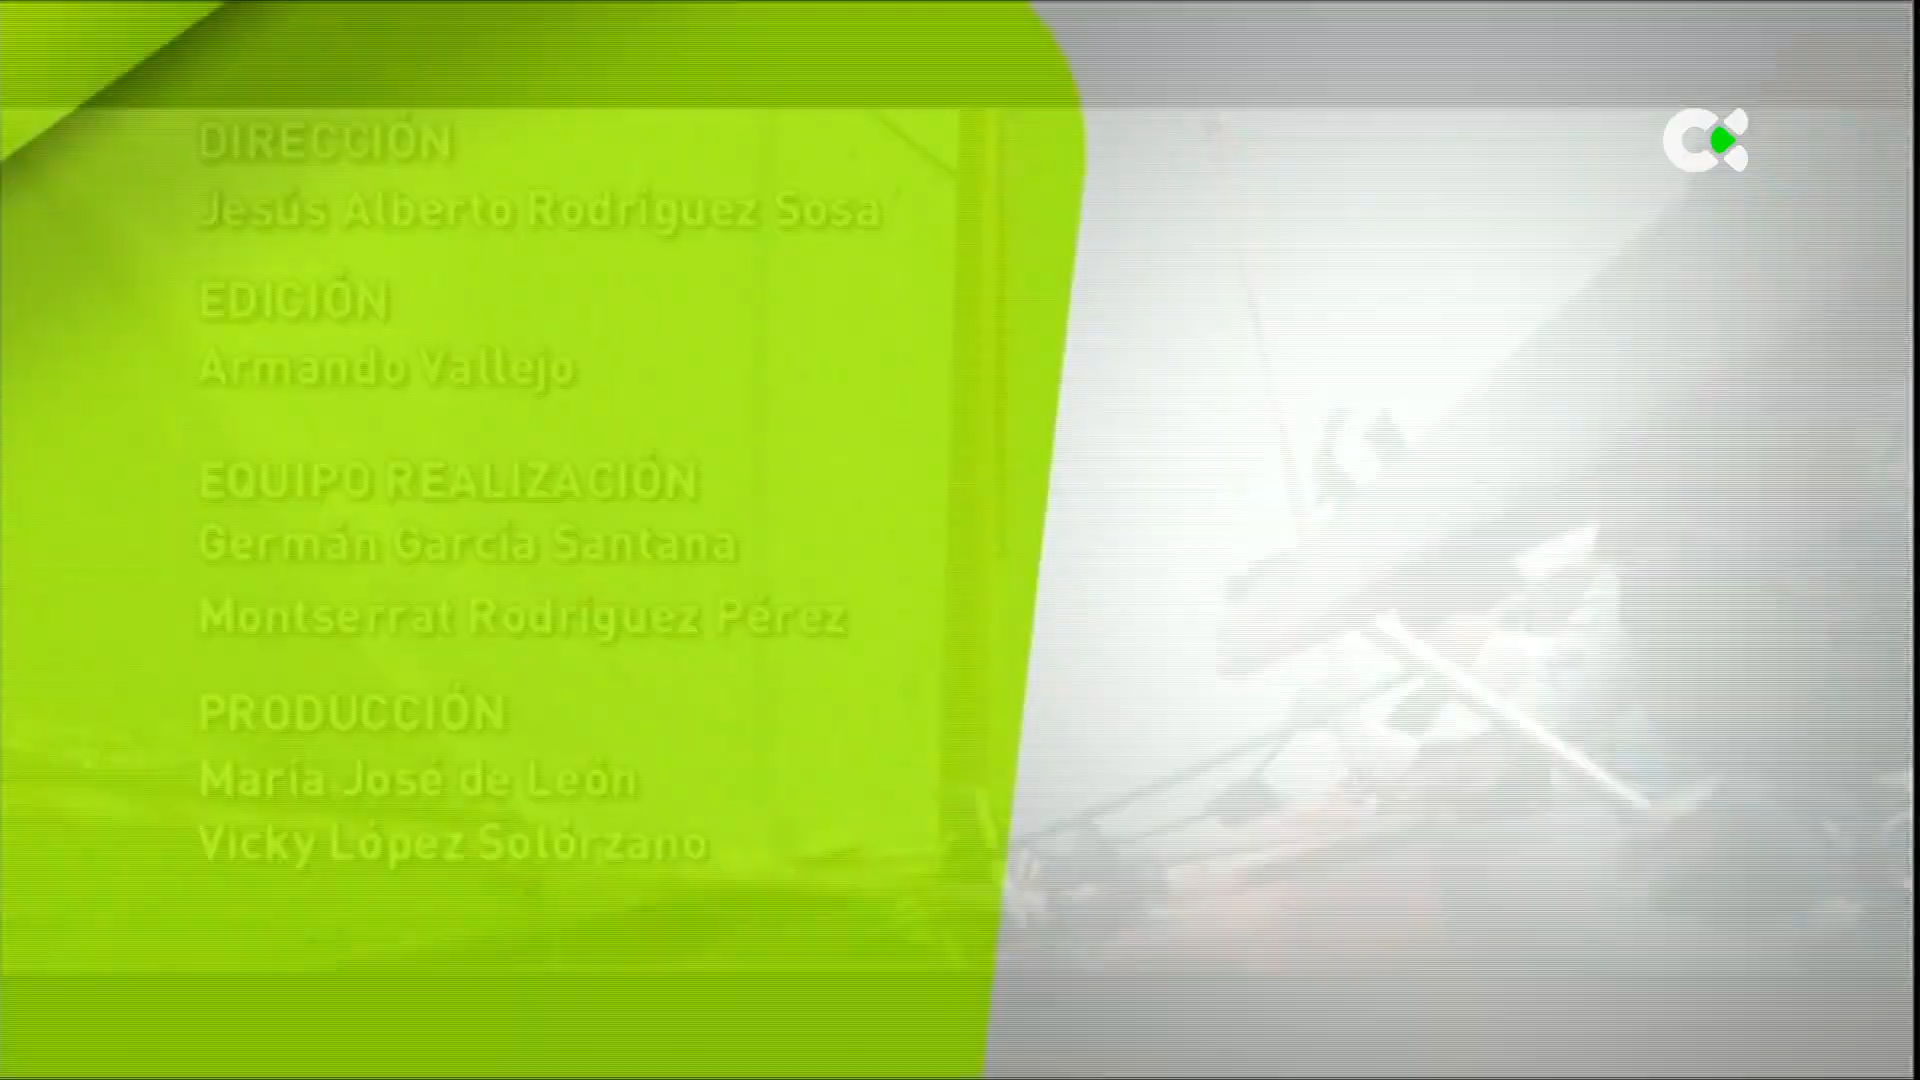 DIRECCIÓN
Jesús Alberto Rodríguez Sosa
EDICIÓN
Armando Vallejo
EQUIPO REALIZACIÓN
Germán García Santana
Montserrat Rodríguez Pérez
PRODUCCIÓN
María José de León
Vicky López Solórzano